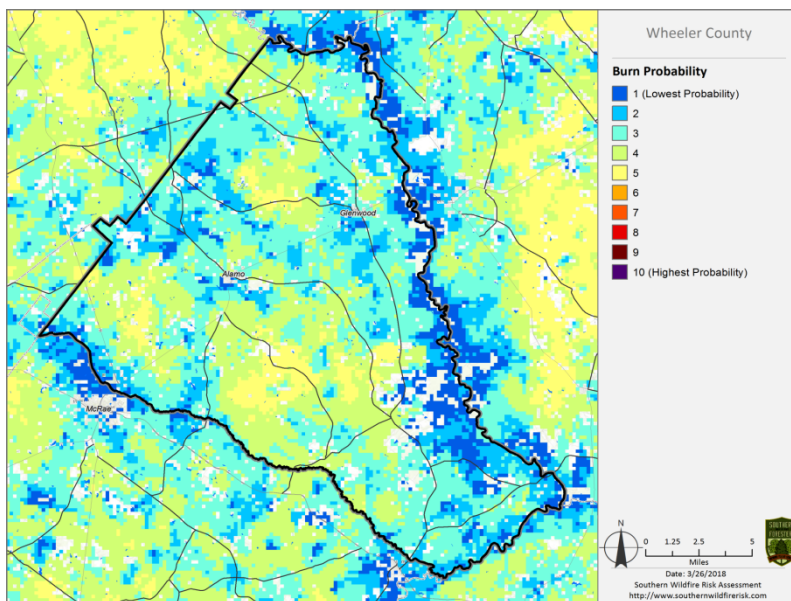 Wheeler County
Burn Probability
1 (Lowest Probability)
2
3
4
5
6
7
8
9
10 (Highest Probability)
Glenwood
Alamo
McRae
N
0 1.25 2.5 5
Miles
Date: 3/26/2018
Southern Wildfire Risk Assessment
http://www.southernwildfirerisk.com
SOUTHERN